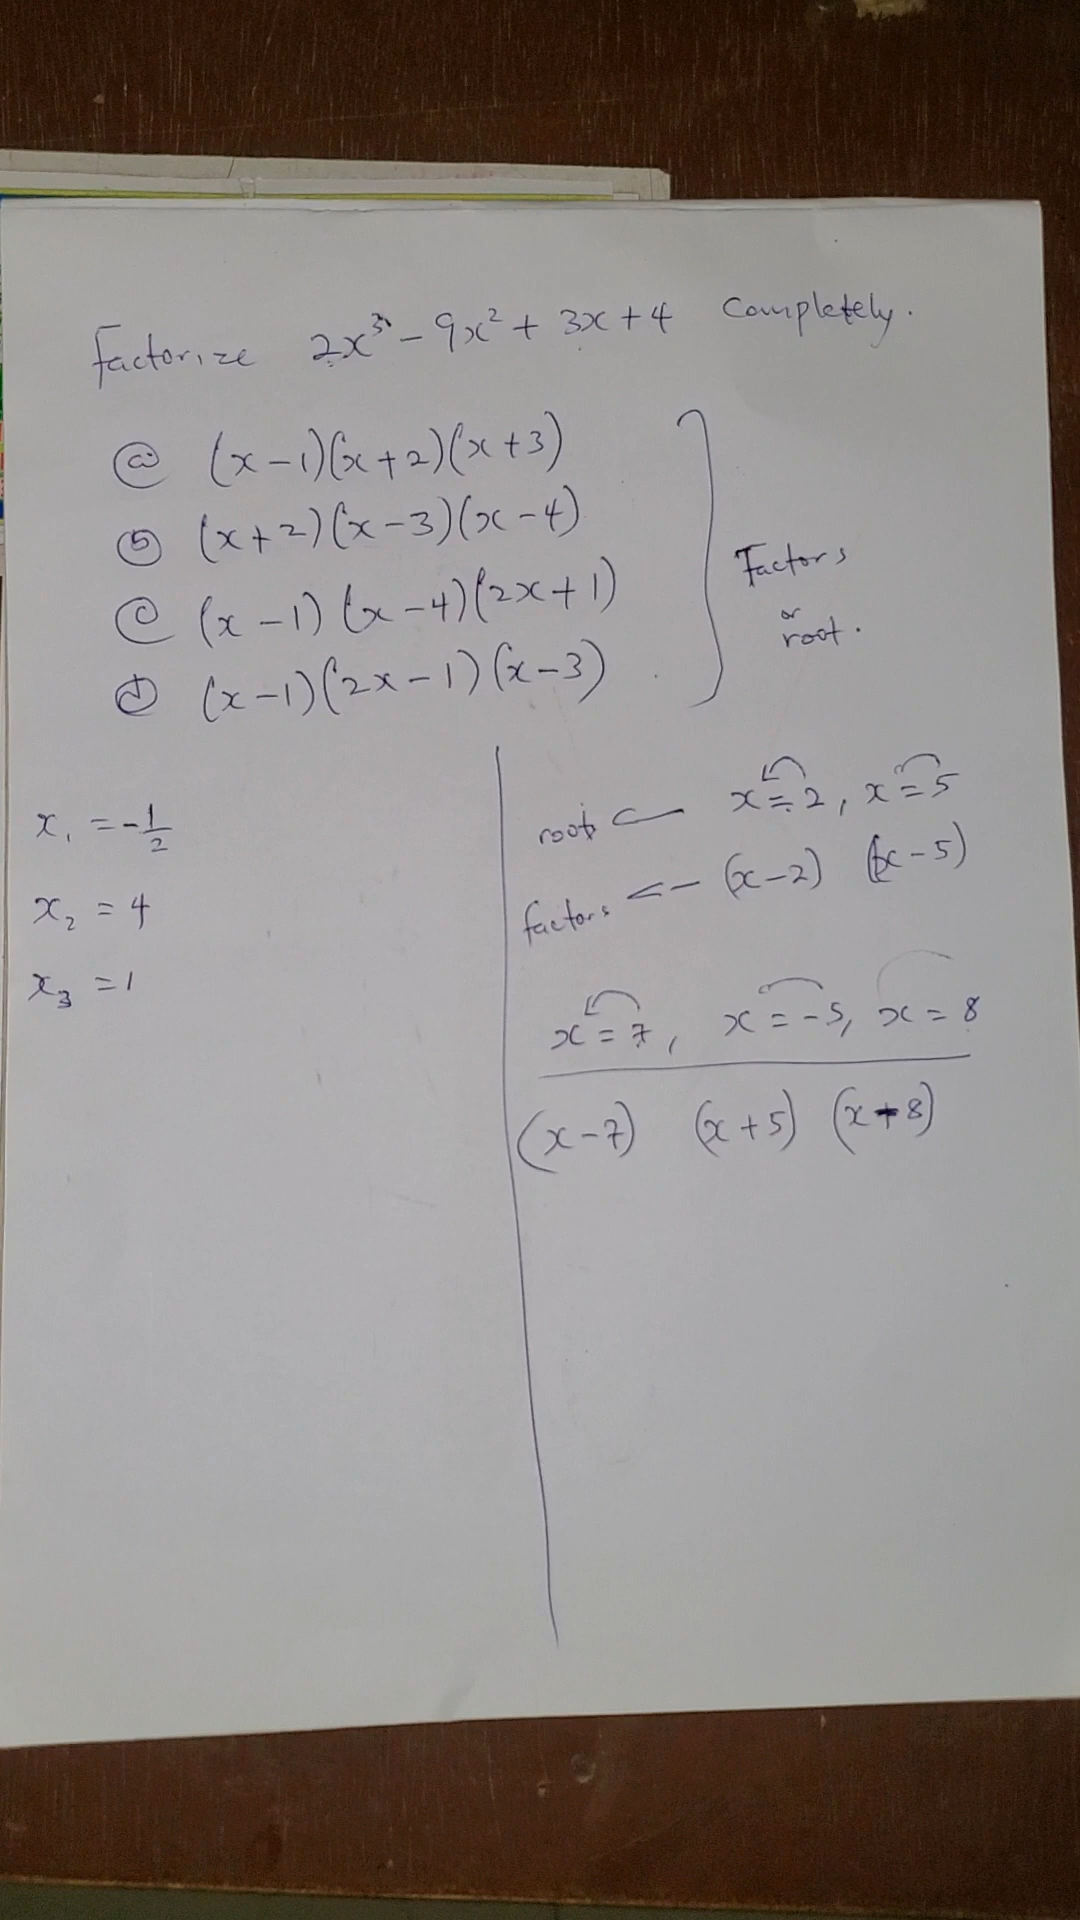 Factorize 2x³ - 9x² + 3x + 4 completely.
ⓐ (x-1)(x+2)(x+3)
ⓑ (x+2)(x-3)(x-4)
ⓒ (x-1)(x-4)(2x+1)
ⓓ (x-1)(2x-1)(x-3)
Factors
or
root.
x₁ = -1/2
x₂ = 4
x₃ = 1
roots ← x = 2, x = 5
factors ← (x-2) (x-5)
x = 7, x = -5, x = 8
(x-7) (x+5) (x-8)